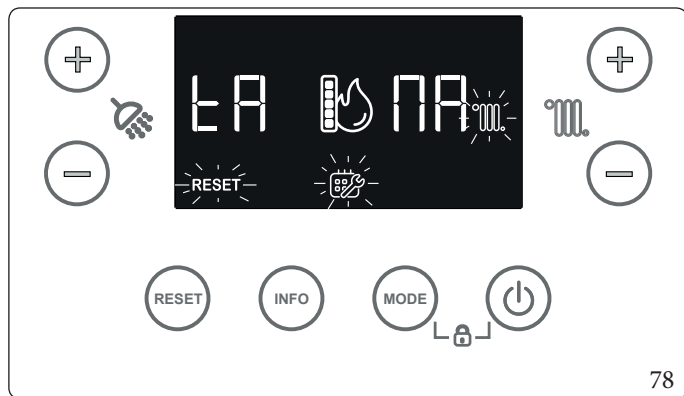 + +
tA ПA
− −
RESET
RESET INFO MODE
78